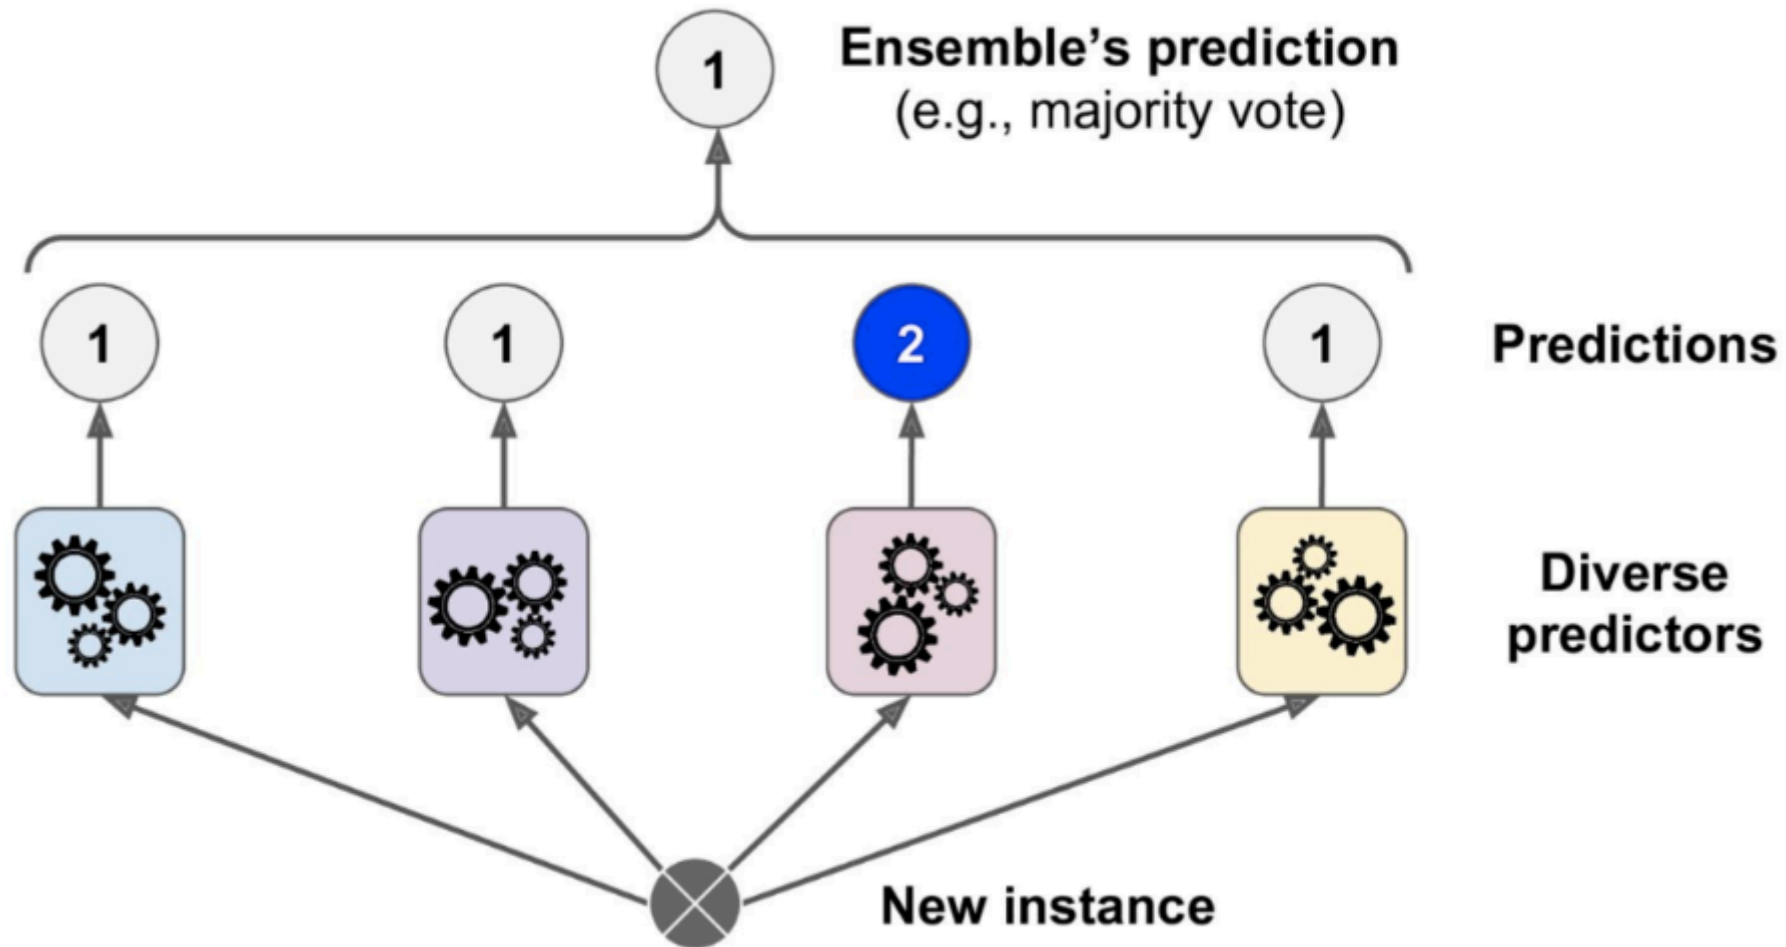 1
Ensemble’s prediction
(e.g., majority vote)
1
1
2
1
Predictions
Diverse
predictors
New instance